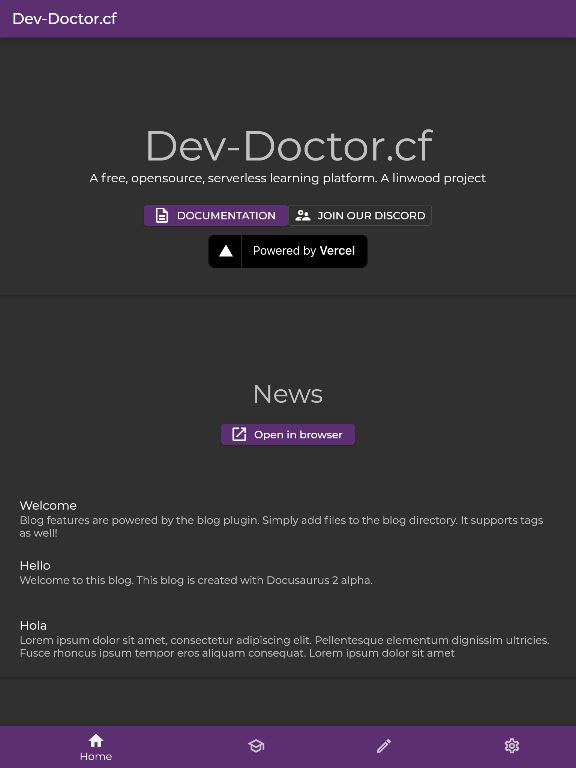 Dev-Doctor.cf
Dev-Doctor.cf
A free, opensource, serverless learning platform. A linwood project
DOCUMENTATION
JOIN OUR DISCORD
Powered by Vercel
News
Open in browser
Welcome
Blog features are powered by the blog plugin. Simply add files to the blog directory. It supports tags
as well!
Hello
Welcome to this blog. This blog is created with Docusaurus 2 alpha.
Hola
Lorem ipsum dolor sit amet, consectetur adipiscing elit. Pellentesque elementum dignissim ultricies.
Fusce rhoncus ipsum tempor eros aliquam consequat. Lorem ipsum dolor sit amet
Home